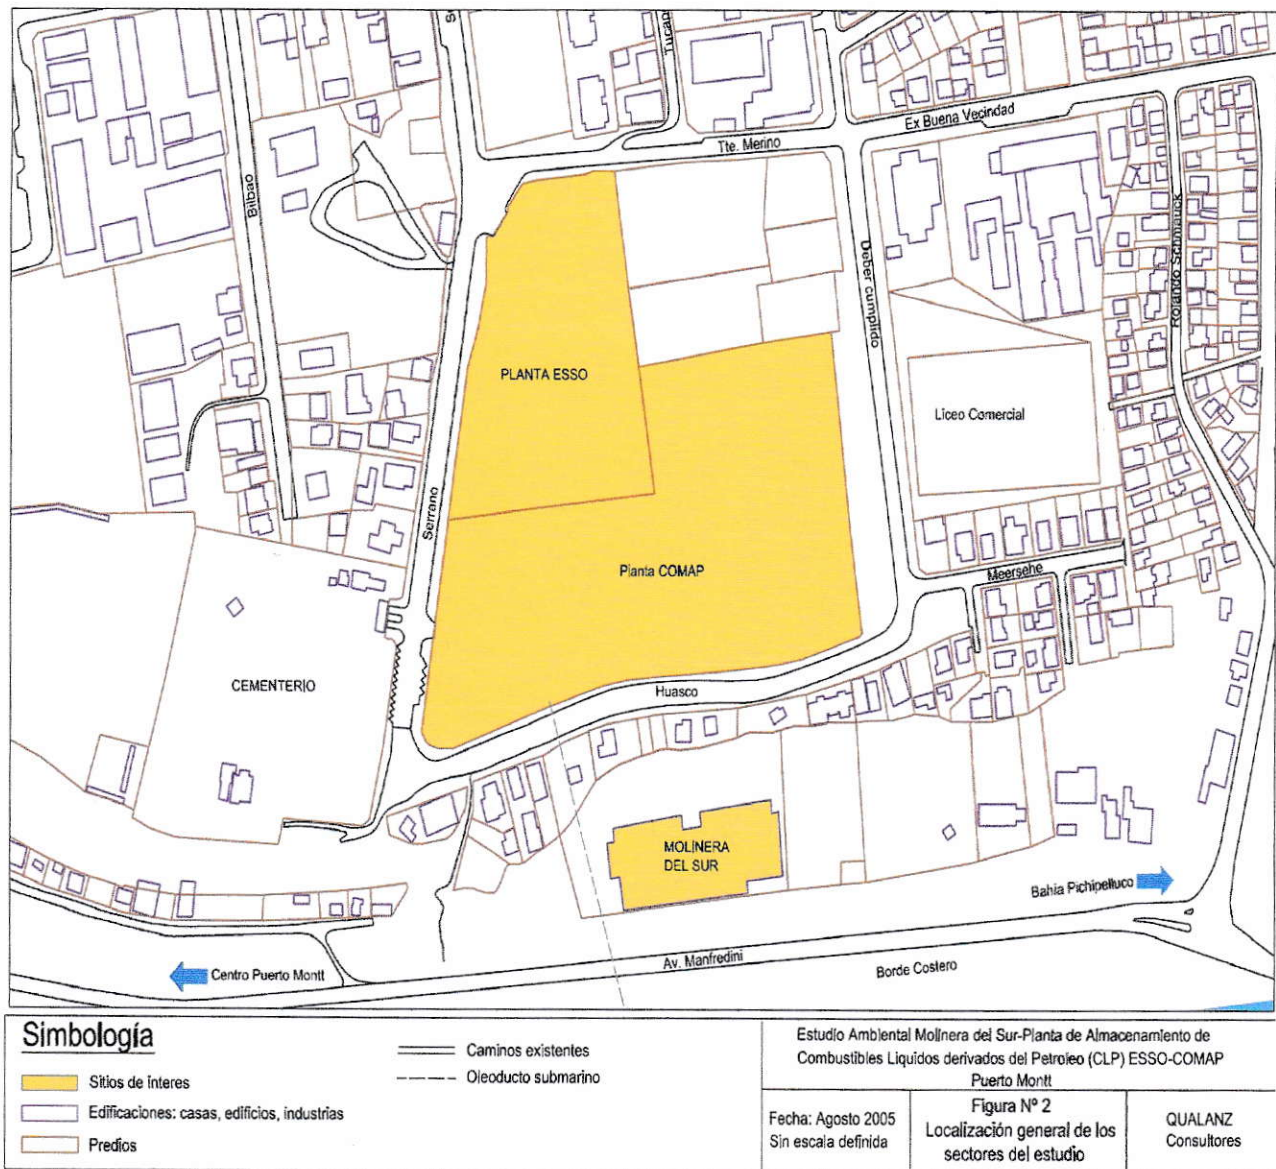 Tucap
Ex Buena Vecindad
Tte. Merino
Bilbao
Rolando Schmauck
Deber cumplido
PLANTA ESSO
Liceo Comercial
Serrano
Planta COMAP
Meersehe
CEMENTERIO
Huasco
MOLINERA
DEL SUR
Bahia Pichipelluco
Av. Manfredini
Centro Puerto Montt
Borde Costero
Simbología
Sitios de interes
Edificaciones: casas, edificios, industrias
Predios
Caminos existentes
Oleoducto submarino
Estudio Ambiental Molinera del Sur-Planta de Almacenamiento de
Combustibles Liquidos derivados del Petroleo (CLP) ESSO-COMAP
Puerto Montt
Fecha: Agosto 2005
Sin escala definida
Figura Nº 2
Localización general de los
sectores del estudio
QUALANZ
Consultores